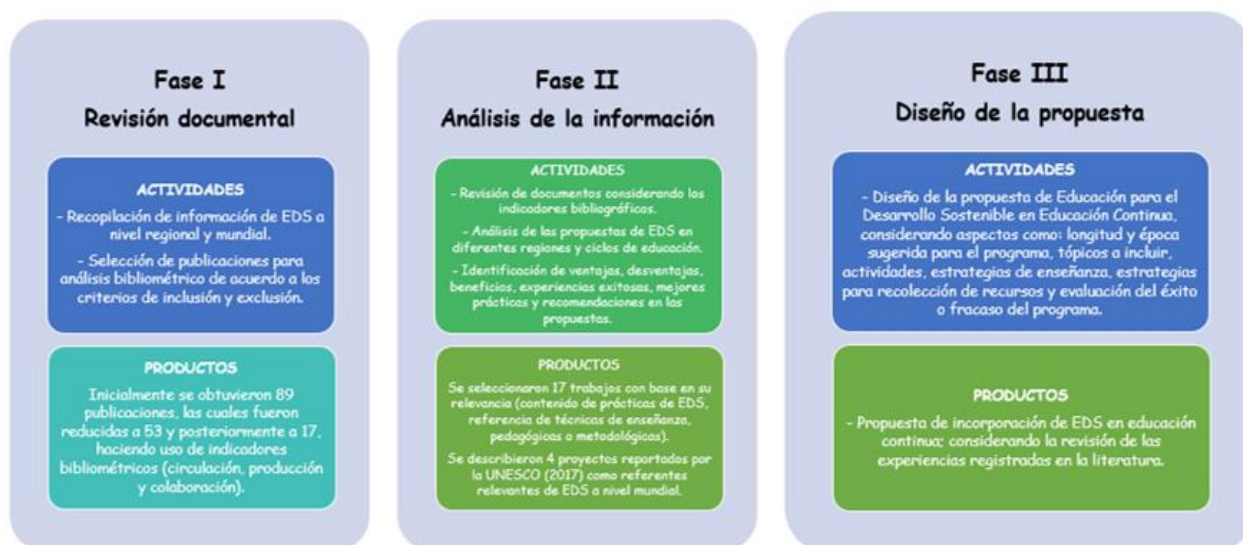 Fase I
Revisión documental
ACTIVIDADES
- Recopilación de información de EDS a
nivel regional y mundial.
- Selección de publicaciones para
análisis bibliométrico de acuerdo a los
criterios de inclusión y exclusión.
PRODUCTOS
Inicialmente se obtuvieron 89
publicaciones, las cuales fueron
reducidas a 53 y posteriormente a 17,
haciendo uso de indicadores
bibliométricos (circulación, producción
y colaboración).
Fase II
Análisis de la información
ACTIVIDADES
- Revisión de documentos considerando los
indicadores bibliográficos.
- Análisis de las propuestas de EDS en
diferentes regiones y ciclos de educación.
- Identificación de ventajas, desventajas,
beneficios, experiencias exitosas, mejores
prácticas y recomendaciones en las
propuestas.
PRODUCTOS
Se seleccionaron 17 trabajos con base en su
relevancia (contenido de prácticas de EDS,
referencia de técnicas de enseñanza,
pedagógicas o metodológicas).
Se describieron 4 proyectos reportados por
la UNESCO (2017) como referentes
relevantes de EDS a nivel mundial.
Fase III
Diseño de la propuesta
ACTIVIDADES
- Diseño de la propuesta de Educación para el
Desarrollo Sostenible en Educación Continua,
considerando aspectos como: longitud y época
sugerida para el programa, tópicos a incluir,
actividades, estrategias de enseñanza, estrategias
para recolección de recursos y evaluación del éxito
o fracaso del programa.
PRODUCTOS
- Propuesta de incorporación de EDS en educación
continua; considerando la revisión de las
experiencias registradas en la literatura.